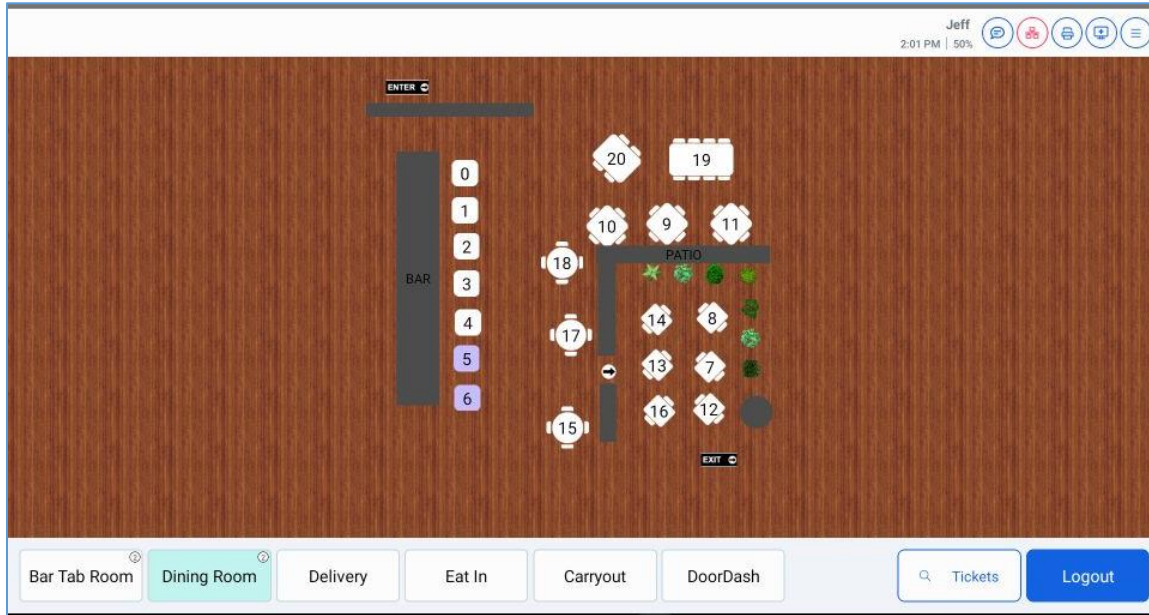 Jeff
2:01 PM | 50%
ENTER
0
20
19
1
10
9
11
2
PATIO
18
BAR
3
14
8
4
17
5
13
7
6
16
12
15
EXIT
2
2
Bar Tab Room
Dining Room
Delivery
Eat In
Carryout
DoorDash
Tickets
Logout